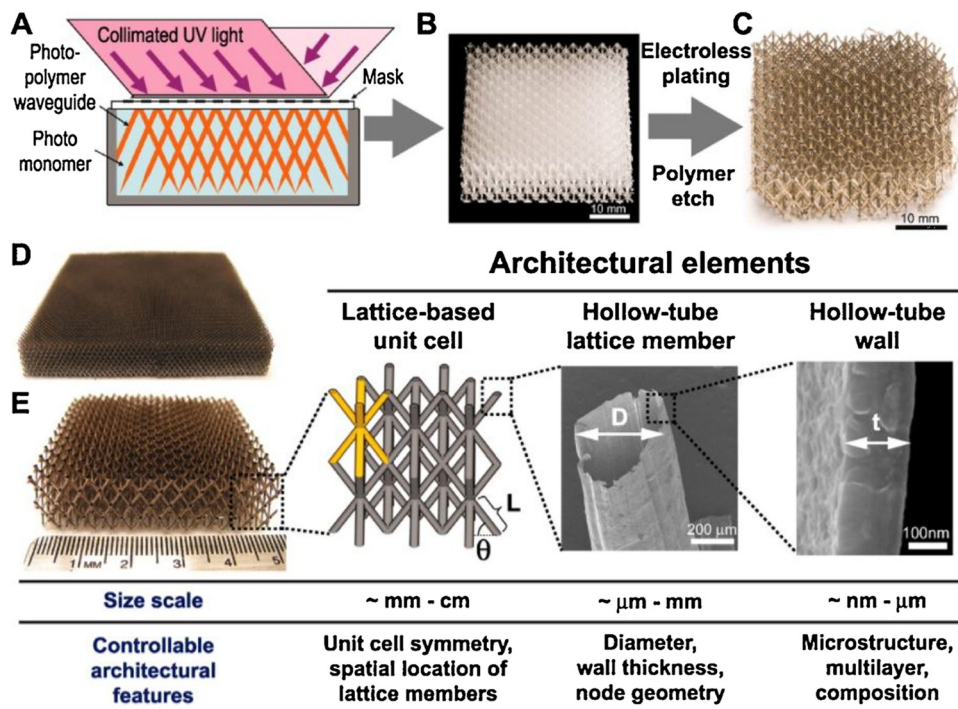 A
Collimated UV light
Photo-
polymer
waveguide
Photo
monomer
Mask
B
10 mm
Electroless
plating
Polymer
etch
C
10 mm
D
E
1 MM 2 3 4 5
Architectural elements
Lattice-based
unit cell
Hollow-tube
lattice member
Hollow-tube
wall
L
θ
D
200 μm
t
100nm
Size scale
~ mm - cm
~ μm - mm
~ nm - μm
Controllable
architectural
features
Unit cell symmetry,
spatial location of
lattice members
Diameter,
wall thickness,
node geometry
Microstructure,
multilayer,
composition